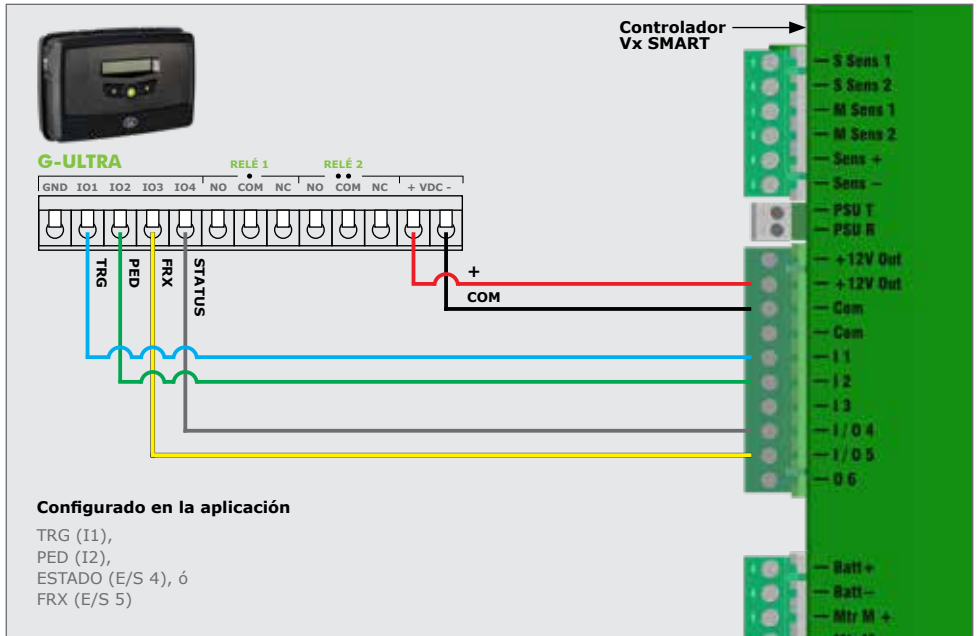 Controlador
Vx SMART
G-ULTRA
RELÉ 1
RELÉ 2
GND IO1 IO2 IO3 IO4 NO COM NC NO COM NC + VDC -
TRG
PED
FRX
STATUS
+
COM
S Sens 1
S Sens 2
M Sens 1
M Sens 2
Sens +
Sens –
PSU T
PSU R
+12V Out
+12V Out
Com
Com
I 1
I 2
I 3
I/O 4
I/O 5
O 6
Batt+
Batt–
Mtr M +
Configurado en la aplicación
TRG (I1),
PED (I2),
ESTADO (E/S 4), ó
FRX (E/S 5)